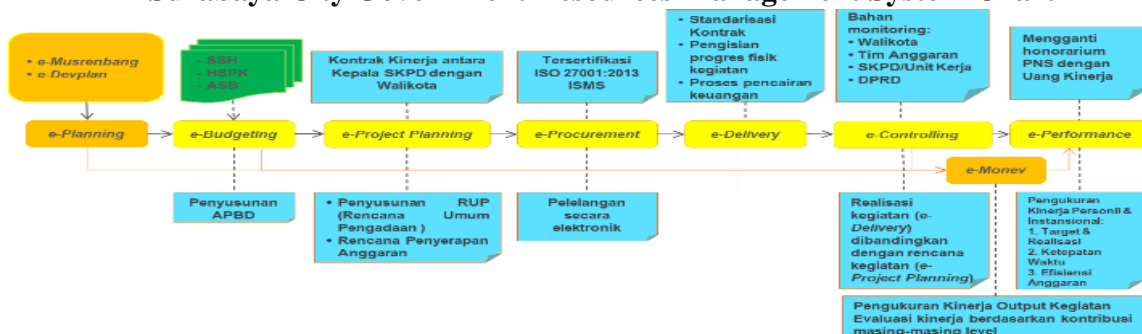 Surabaya City Government Resources Management System Chart
• e-Musrenbang
• e-Devplan
- SSH
- HSPK
- ASB
Kontrak Kinerja antara
Kepala SKPD dengan
Walikota
Tersertifikasi
ISO 27001:2013
ISMS
• Standarisasi
Kontrak
• Pengisian
progres fisik
kegiatan
• Proses pencairan
keuangan
Bahan
monitoring:
• Walikota
• Tim Anggaran
• SKPD/Unit Kerja
• DPRD
Mengganti
honorarium
PNS dengan
Uang Kinerja
e-Planning
e-Budgeting
e-Project Planning
e-Procurement
e-Delivery
e-Controlling
e-Performance
e-Monev
Penyusunan
APBD
• Penyusunan RUP
(Rencana Umum
Pengadaan )
• Rencana Penyerapan
Anggaran
Pelelangan
secara
elektronik
Realisasi
kegiatan (e-
Delivery)
dibandingkan
dengan rencana
kegiatan (e-
Project Planning)
Pengukuran
Kinerja Personil &
Instansional:
1. Target &
Realisasi
2. Ketepatan
Waktu
3. Efisiensi
Anggaran
Pengukuran Kinerja Output Kegiatan
Evaluasi kinerja berdasarkan kontribusi
masing-masing level